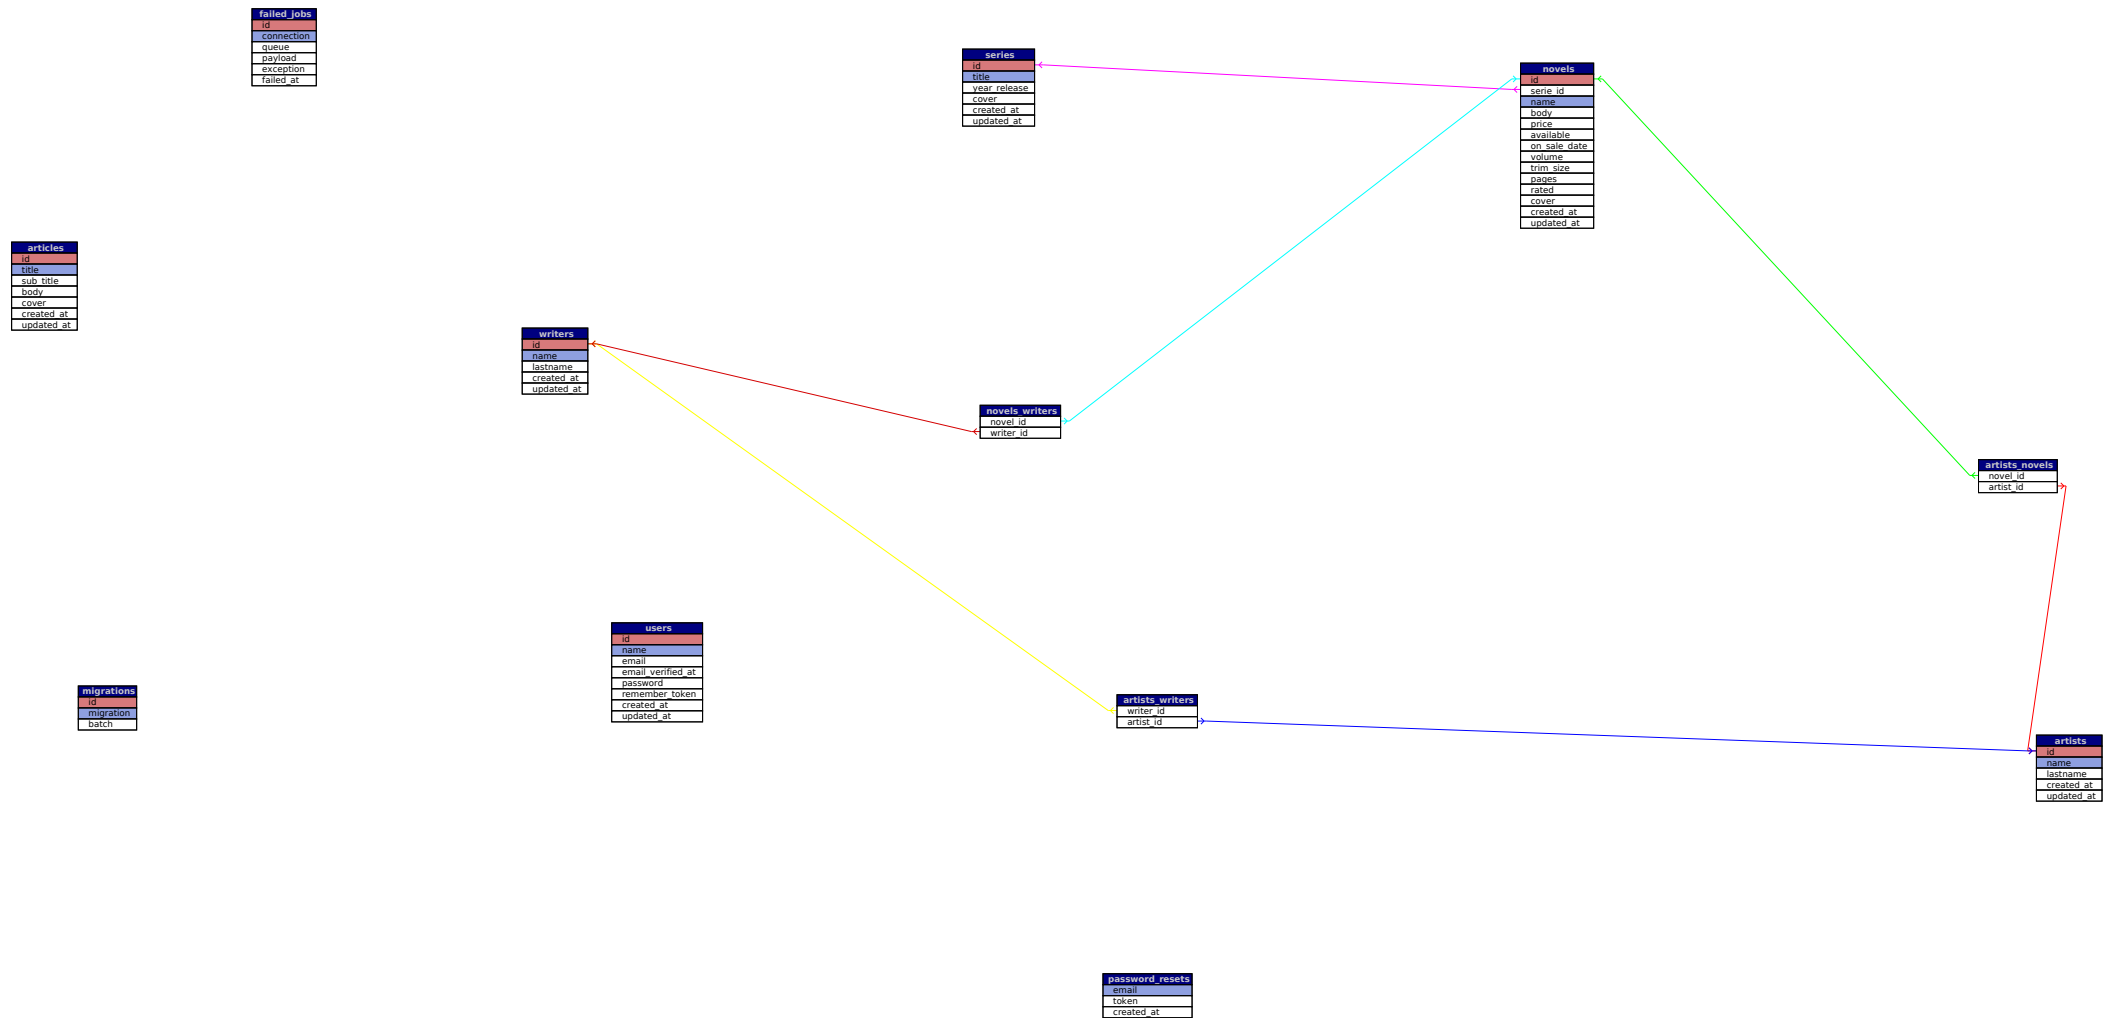 failed_jobs
id
connection
queue
payload
exception
failed_at
series
id
title
year_release
cover
created_at
updated_at
novels
id
serie_id
name
body
price
available
on_sale_date
volume
trim_size
pages
rated
cover
created_at
updated_at
articles
id
title
sub_title
body
cover
created_at
updated_at
writers
id
name
lastname
created_at
updated_at
novels_writers
novel_id
writer_id
artists_novels
novel_id
artist_id
users
id
name
email
email_verified_at
password
remember_token
created_at
updated_at
migrations
id
migration
batch
artists_writers
writer_id
artist_id
artists
id
name
lastname
created_at
updated_at
password_resets
email
token
created_at